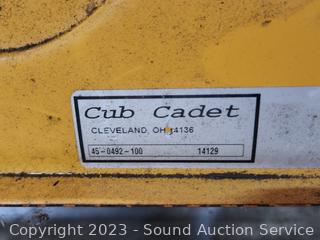 Cub Cadet
CLEVELAND, OH 44136
45-0492-100 14129
Copyright 2023 - Sound Auction Service